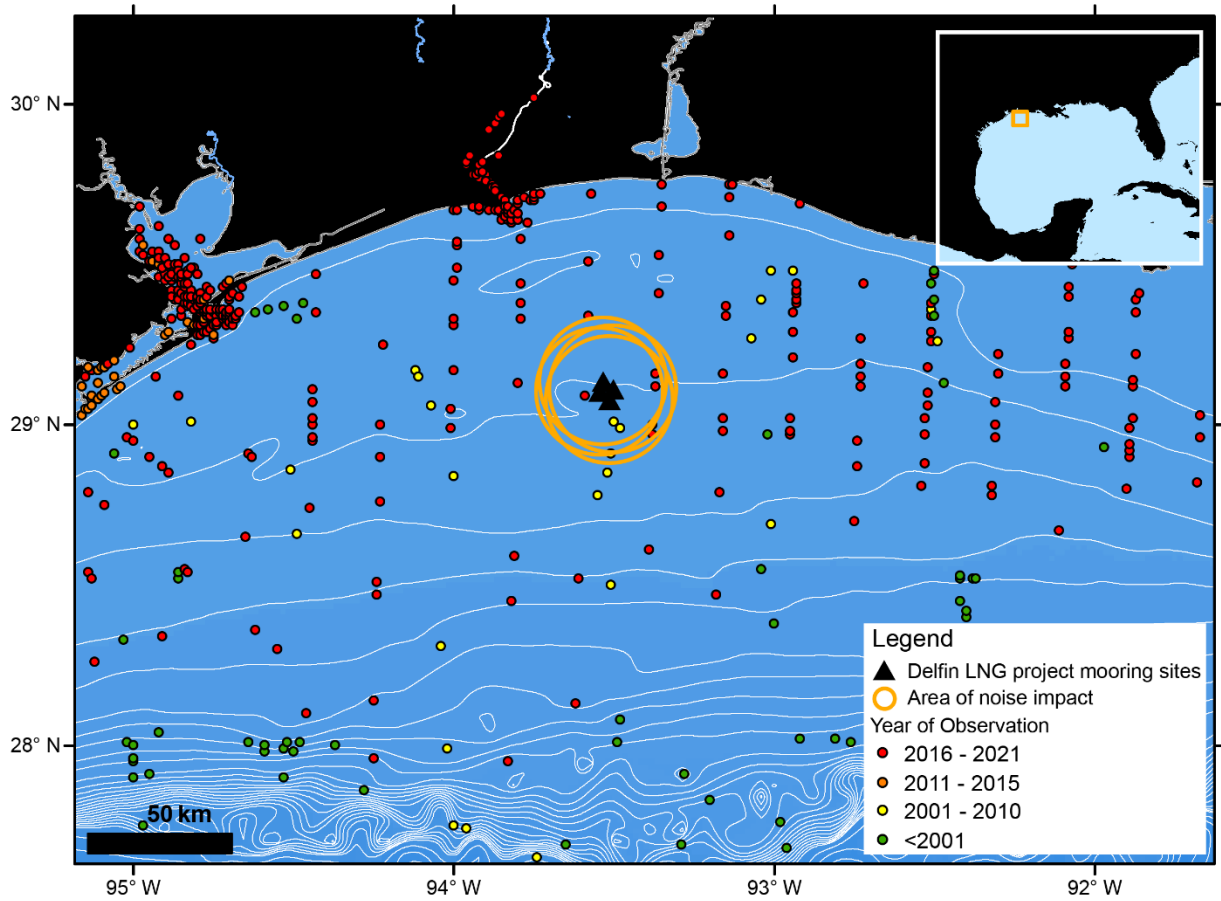 30° N
29° N
28° N
50 km
95° W
94° W
93° W
92° W
Legend
Delfin LNG project mooring sites
Area of noise impact
Year of Observation
2016 - 2021
2011 - 2015
2001 - 2010
<2001